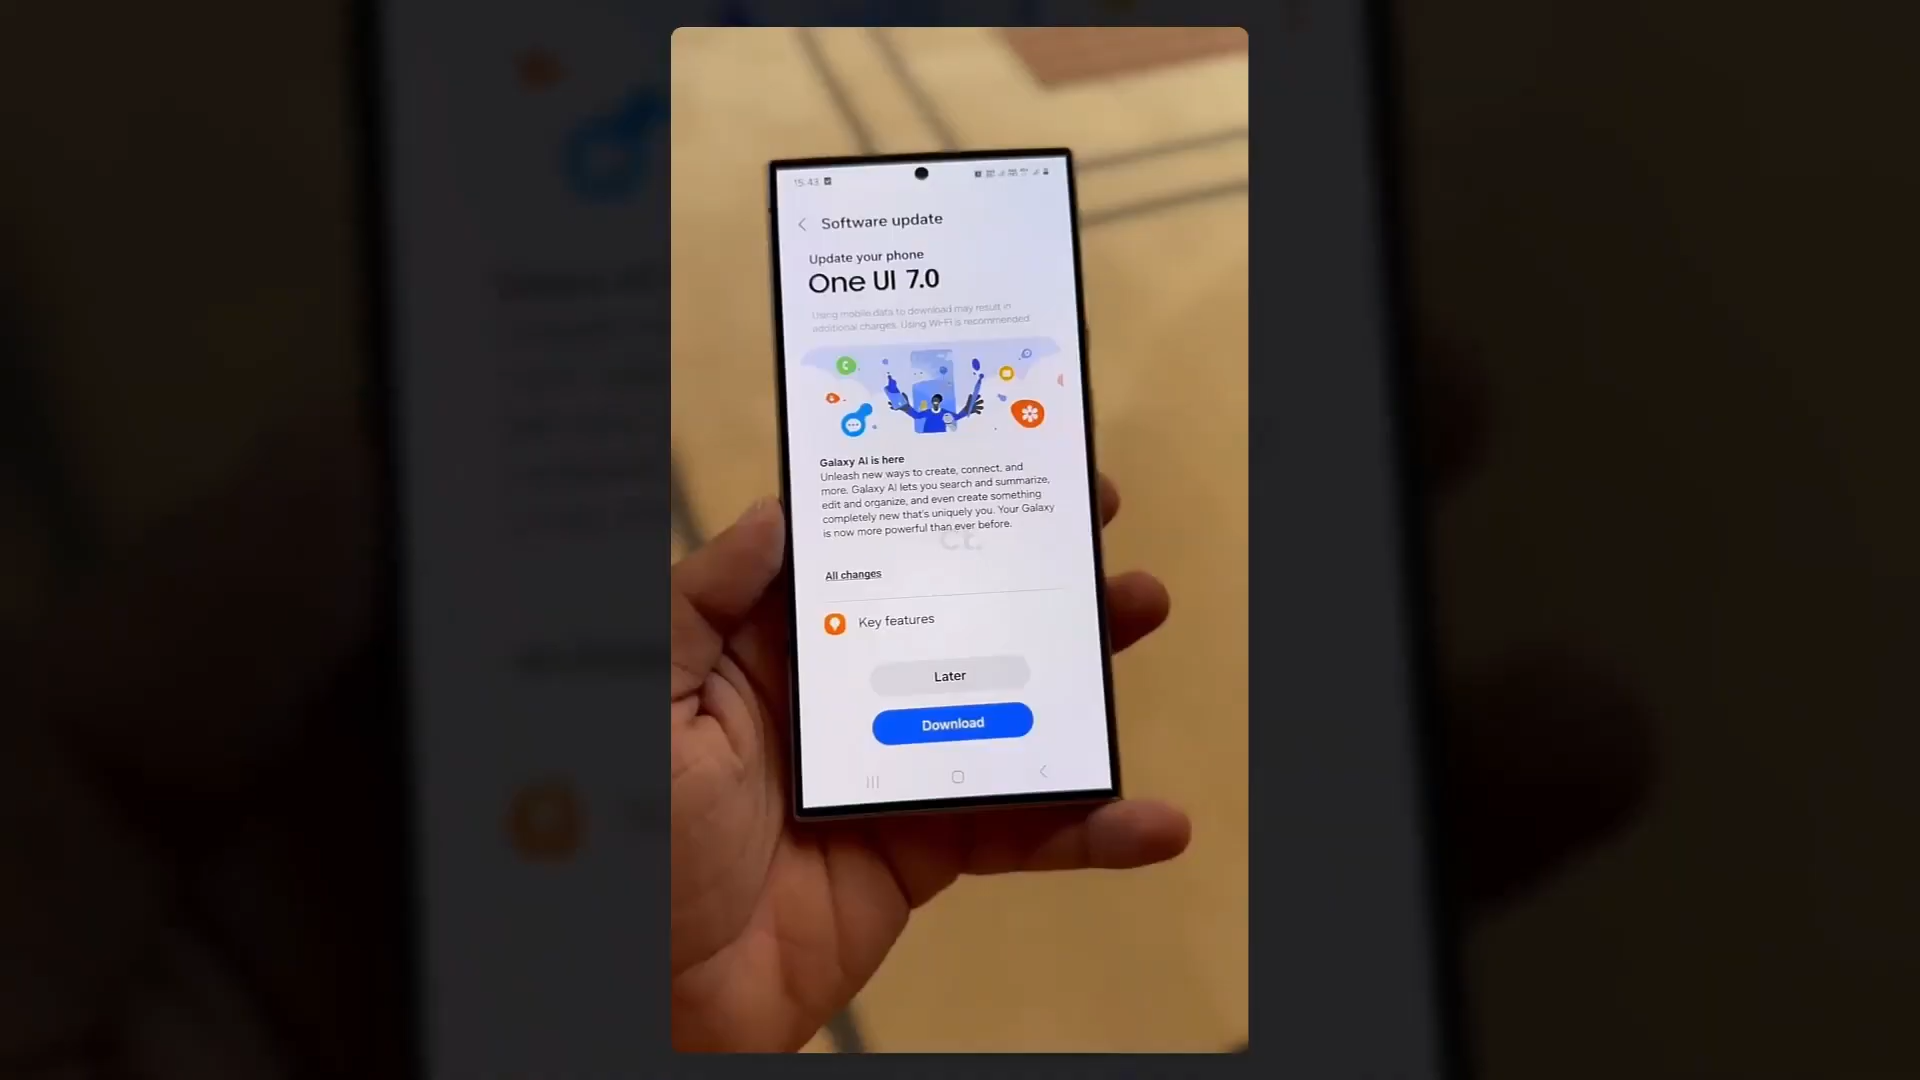 15:43
Software update
Update your phone
One UI 7.0
Using mobile data to download may result in
additional charges. Using Wi-Fi is recommended.
Galaxy AI is here
Unleash new ways to create, connect, and
more. Galaxy AI lets you search and summarize,
edit and organize, and even create something
completely new that's uniquely you. Your Galaxy
is now more powerful than ever before.
Ct.
All changes
Key features
Later
Download